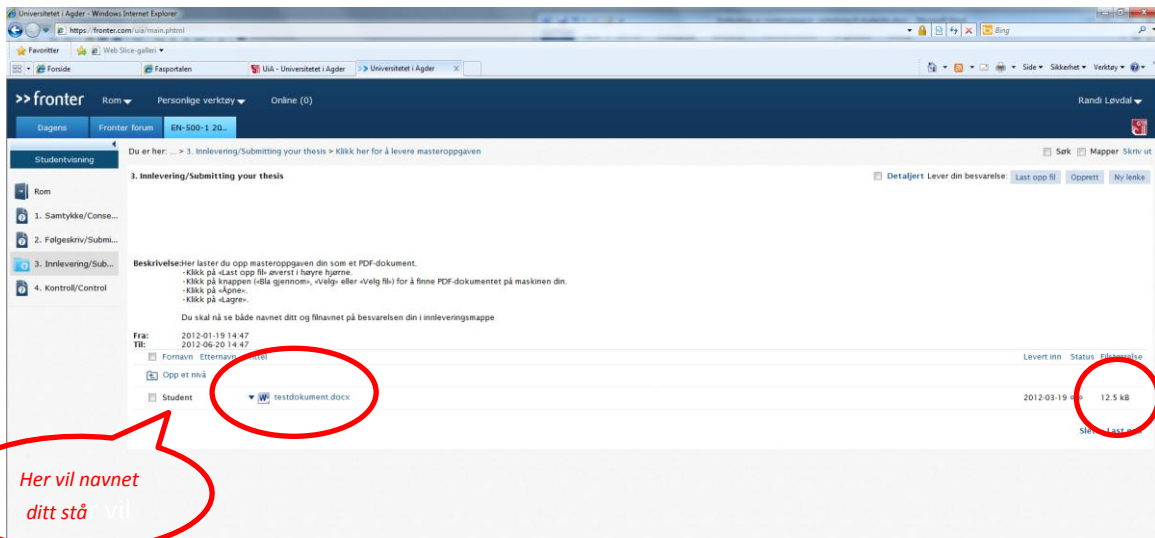 Universitetet i Agder - Windows Internet Explorer
https://fronter.com/uia/main.phtml
Bing
Favoritter Web Slice-galleri
Forside Fasportalen UiA - Universitetet i Agder >> Universitetet i Agder X Side Sikkerhet Verktøy
>> fronter Rom Personlige verktøy Online (0) Randi Løvdal
Dagens Fronter forum EN-500-1 20...
Studentvisning
Du er her: ... > 3. Innlevering/Submitting your thesis > Klikk her for å levere masteroppgaven Søk Mapper Skriv ut
3. Innlevering/Submitting your thesis Detaljert Lever din besvarelse: Last opp fil Opprett Ny lenke
Rom
1. Samtykke/Conse...
2. Følgeskriv/Submi...
3. Innlevering/Sub...
4. Kontroll/Control
Beskrivelse:Her laster du opp masteroppgaven din som et PDF-dokument.
-Klikk på «Last opp fil» øverst i høyre hjørne.
-Klikk på knappen («Bla gjennom», «Velg» eller «Velg fil») for å finne PDF-dokumentet på maskinen din.
-Klikk på «Åpne».
-Klikk på «Lagre».
Du skal nå se både navnet ditt og filnavnet på besvarelsen din i innleveringsmappe
Fra: 2012-01-19 14:47
Til: 2012-06-20 14:47
Fornavn Etternavn Levert inn Status Filstørrelse
Opp et nivå
Student testdokument.docx 2012-03-19 12.5 kB
Last ned
Her vil navnet
ditt stå vil